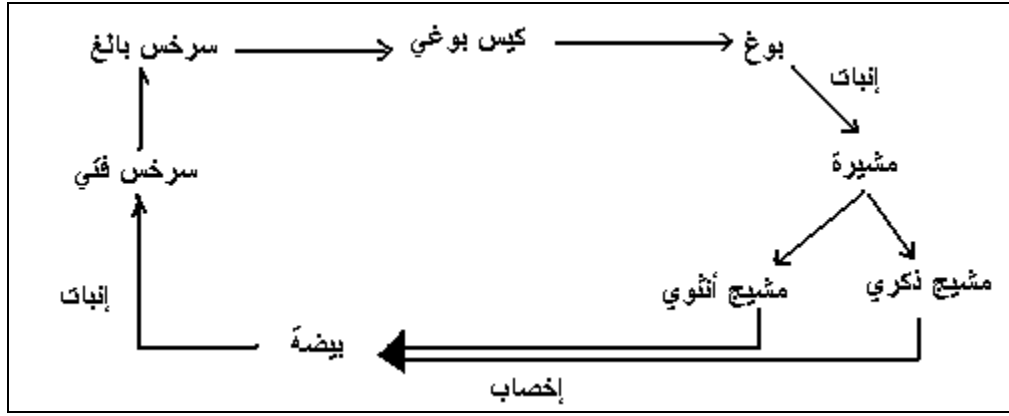 سرخس بالغ
كيس بوغي
بوغ
إنبات
مشيرة
سرخس فتي
مشيج ذكري
مشيج أنثوي
إنبات
بيضة
إخصاب